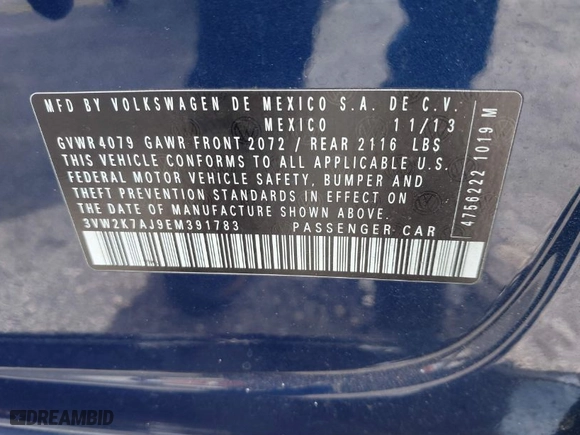 MFD BY VOLKSWAGEN DE MEXICO S.A. DE C.V.
MEXICO 11/13
GVWR 4079 GAWR FRONT 2072 / REAR 2116 LBS
THIS VEHICLE CONFORMS TO ALL APPLICABLE U.S.
FEDERAL MOTOR VEHICLE SAFETY, BUMPER AND
THEFT PREVENTION STANDARDS IN EFFECT ON
THE DATE OF MANUFACTURE SHOWN ABOVE.
3VW2K7AJ9EM391783 PASSENGER CAR
4756222 1019 M
DREAMBID